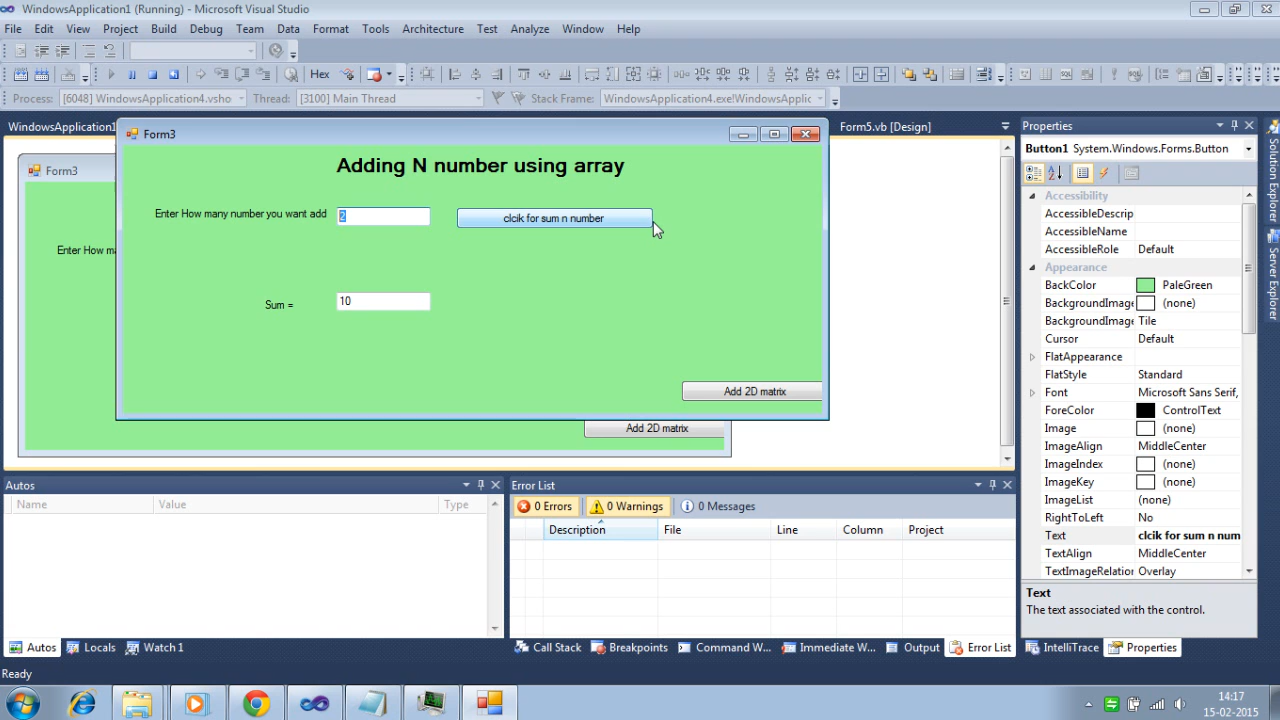 WindowsApplication1 (Running) - Microsoft Visual Studio
File Edit View Project Build Debug Team Data Format Tools Architecture Test Analyze Window Help
Hex
Process: [6048] WindowsApplication4.vsho Thread: [3100] Main Thread Stack Frame: WindowsApplication4.exe!WindowsApplic
WindowsApplication1 Form5.vb [Design]
Form3
Form3
Adding N number using array
Enter How many number you want add 2 clcik for sum n number
Enter How ma
Sum = 10
Add 2D matrix
Add 2D matrix
Properties
Button1 System.Windows.Forms.Button
Accessibility
AccessibleDescrip
AccessibleName
AccessibleRole Default
Appearance
BackColor PaleGreen
BackgroundImage (none)
BackgroundImage Tile
Cursor Default
FlatAppearance
FlatStyle Standard
Font Microsoft Sans Serif,
ForeColor ControlText
Image (none)
ImageAlign MiddleCenter
ImageIndex (none)
ImageKey (none)
ImageList (none)
RightToLeft No
Text clcik for sum n num
TextAlign MiddleCenter
TextImageRelation Overlay
Text
The text associated with the control.
Solution Explorer
Server Explorer
Autos
Name Value Type
Error List
0 Errors 0 Warnings 0 Messages
Description File Line Column Project
Autos Locals Watch 1
Call Stack Breakpoints Command W... Immediate W... Output Error List
IntelliTrace Properties
Ready
14:17
15-02-2015